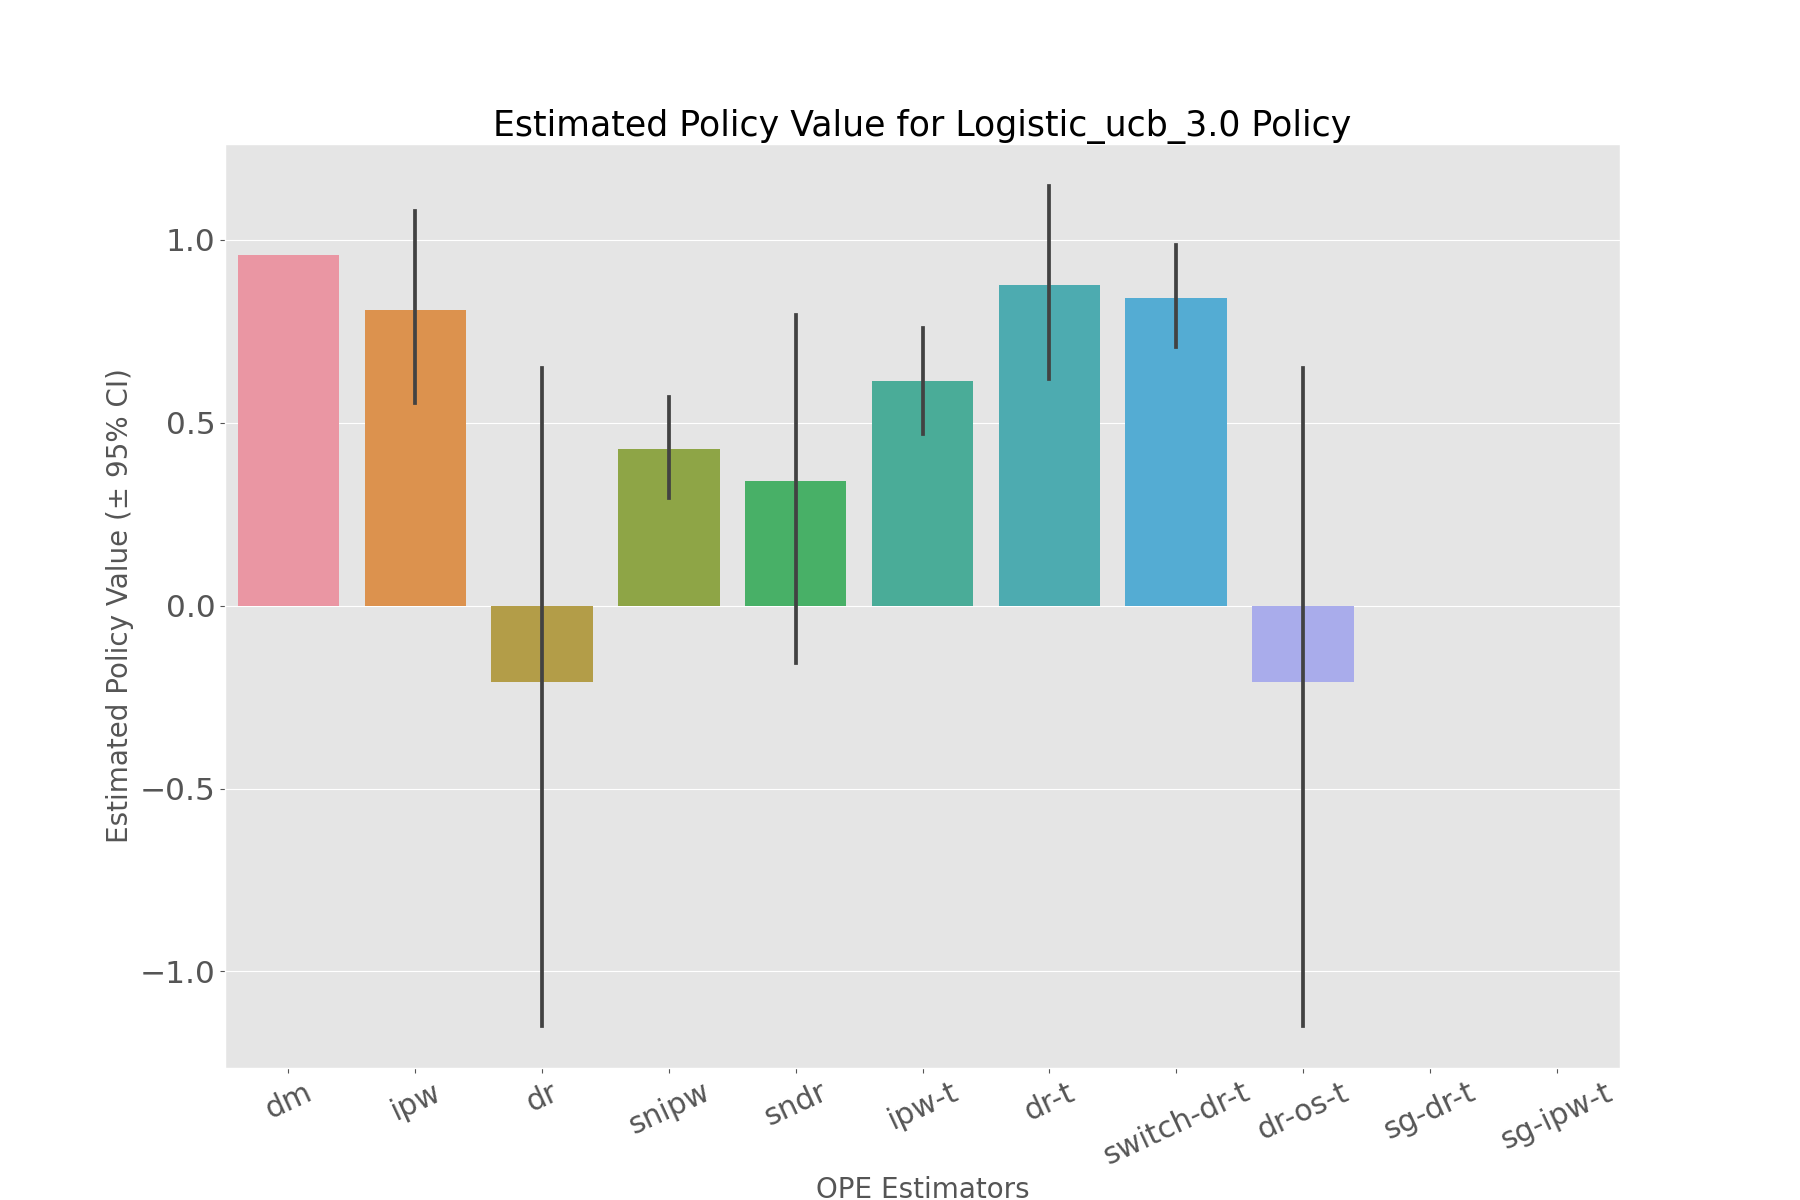 Estimated Policy Value for Logistic_ucb_3.0 Policy
Estimated Policy Value (± 95% CI)
1.0
0.5
0.0
−0.5
−1.0
dm
ipw
dr
snipw
sndr
ipw-t
dr-t
switch-dr-t
dr-os-t
sg-dr-t
sg-ipw-t
OPE Estimators